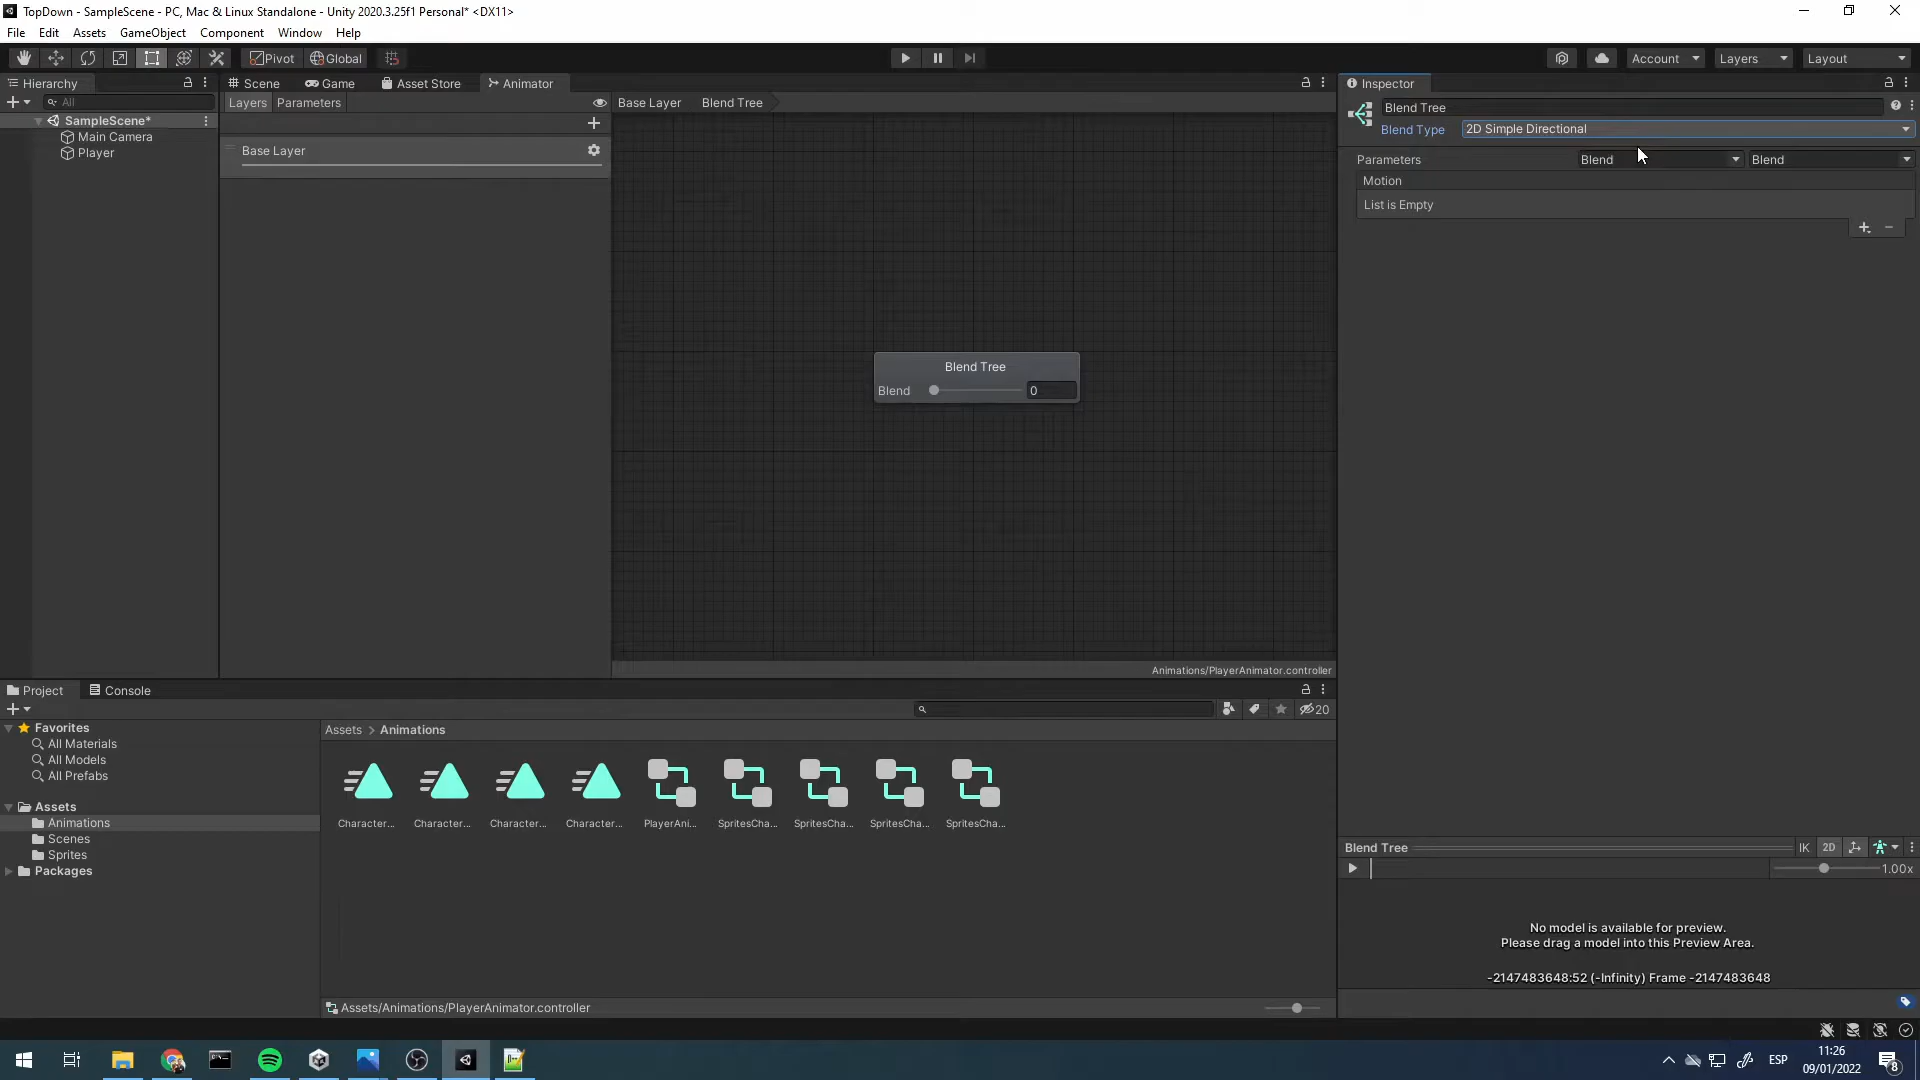 TopDown - SampleScene - PC, Mac & Linux Standalone - Unity 2020.3.25f1 Personal* <DX11>
File Edit Assets GameObject Component Window Help
Pivot Global Account Layers Layout
Hierarchy
All
SampleScene*
Main Camera
Player
Scene Game Asset Store Animator
Layers Parameters
Base Layer
Base Layer Blend Tree
Blend Tree
Blend 0
Animations/PlayerAnimator.controller
Inspector
Blend Tree
Blend Type 2D Simple Directional
Parameters Blend Blend
Motion
List is Empty
Project Console
20
Favorites
All Materials
All Models
All Prefabs
Assets
Animations
Scenes
Sprites
Packages
Assets > Animations
Character... Character... Character... Character... PlayerAni... SpritesCha... SpritesCha... SpritesCha... SpritesCha...
Assets/Animations/PlayerAnimator.controller
Blend Tree IK 2D
1.00x
No model is available for preview.
Please drag a model into this Preview Area.
-2147483648:52 (-Infinity) Frame -2147483648
ESP
11:26
09/01/2022
8